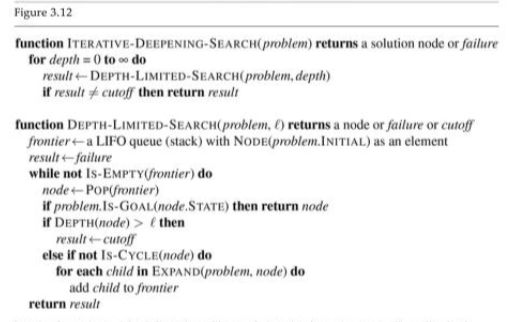 Figure 3.12
function ITERATIVE-DEEPENING-SEARCH(problem) returns a solution node or failure
for depth = 0 to ∞ do
result ← DEPTH-LIMITED-SEARCH(problem, depth)
if result ≠ cutoff then return result
function DEPTH-LIMITED-SEARCH(problem, ℓ) returns a node or failure or cutoff
frontier ← a LIFO queue (stack) with NODE(problem.INITIAL) as an element
result ← failure
while not IS-EMPTY(frontier) do
node ← POP(frontier)
if problem.IS-GOAL(node.STATE) then return node
if DEPTH(node) > ℓ then
result ← cutoff
else if not IS-CYCLE(node) do
for each child in EXPAND(problem, node) do
add child to frontier
return result